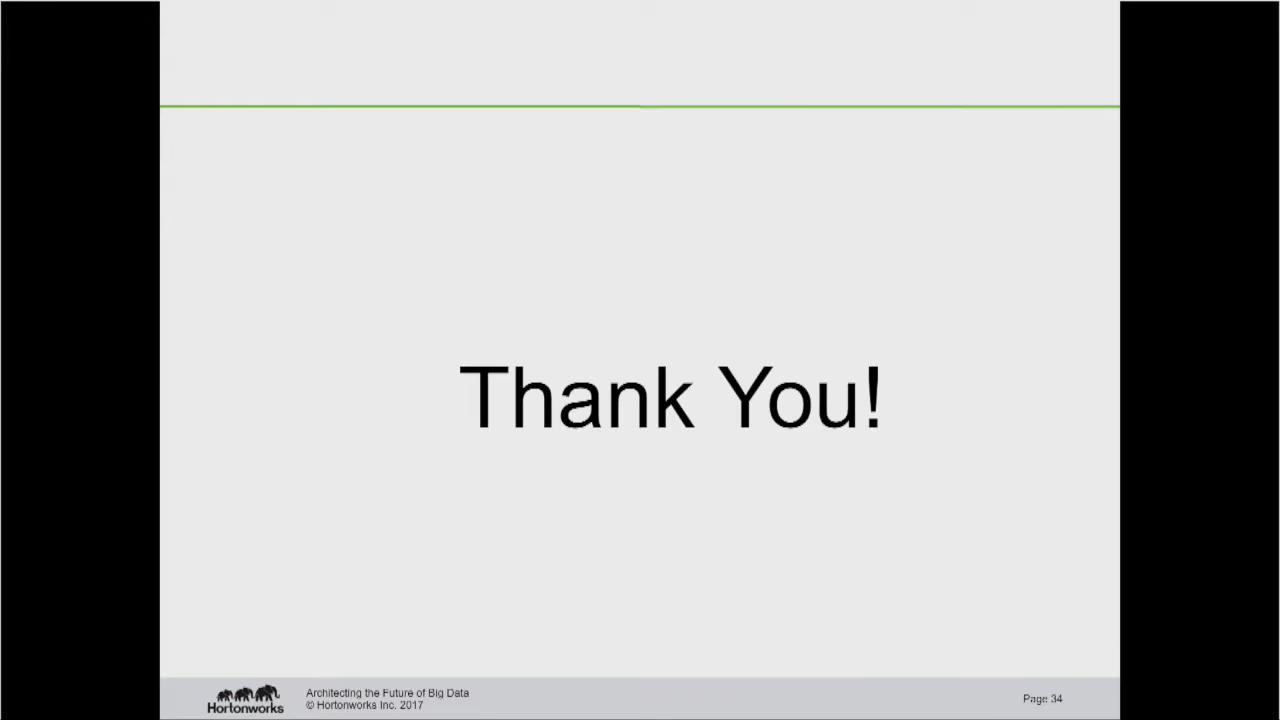 Thank You!
Hortonworks
Architecting the Future of Big Data
© Hortonworks Inc. 2017
Page 34